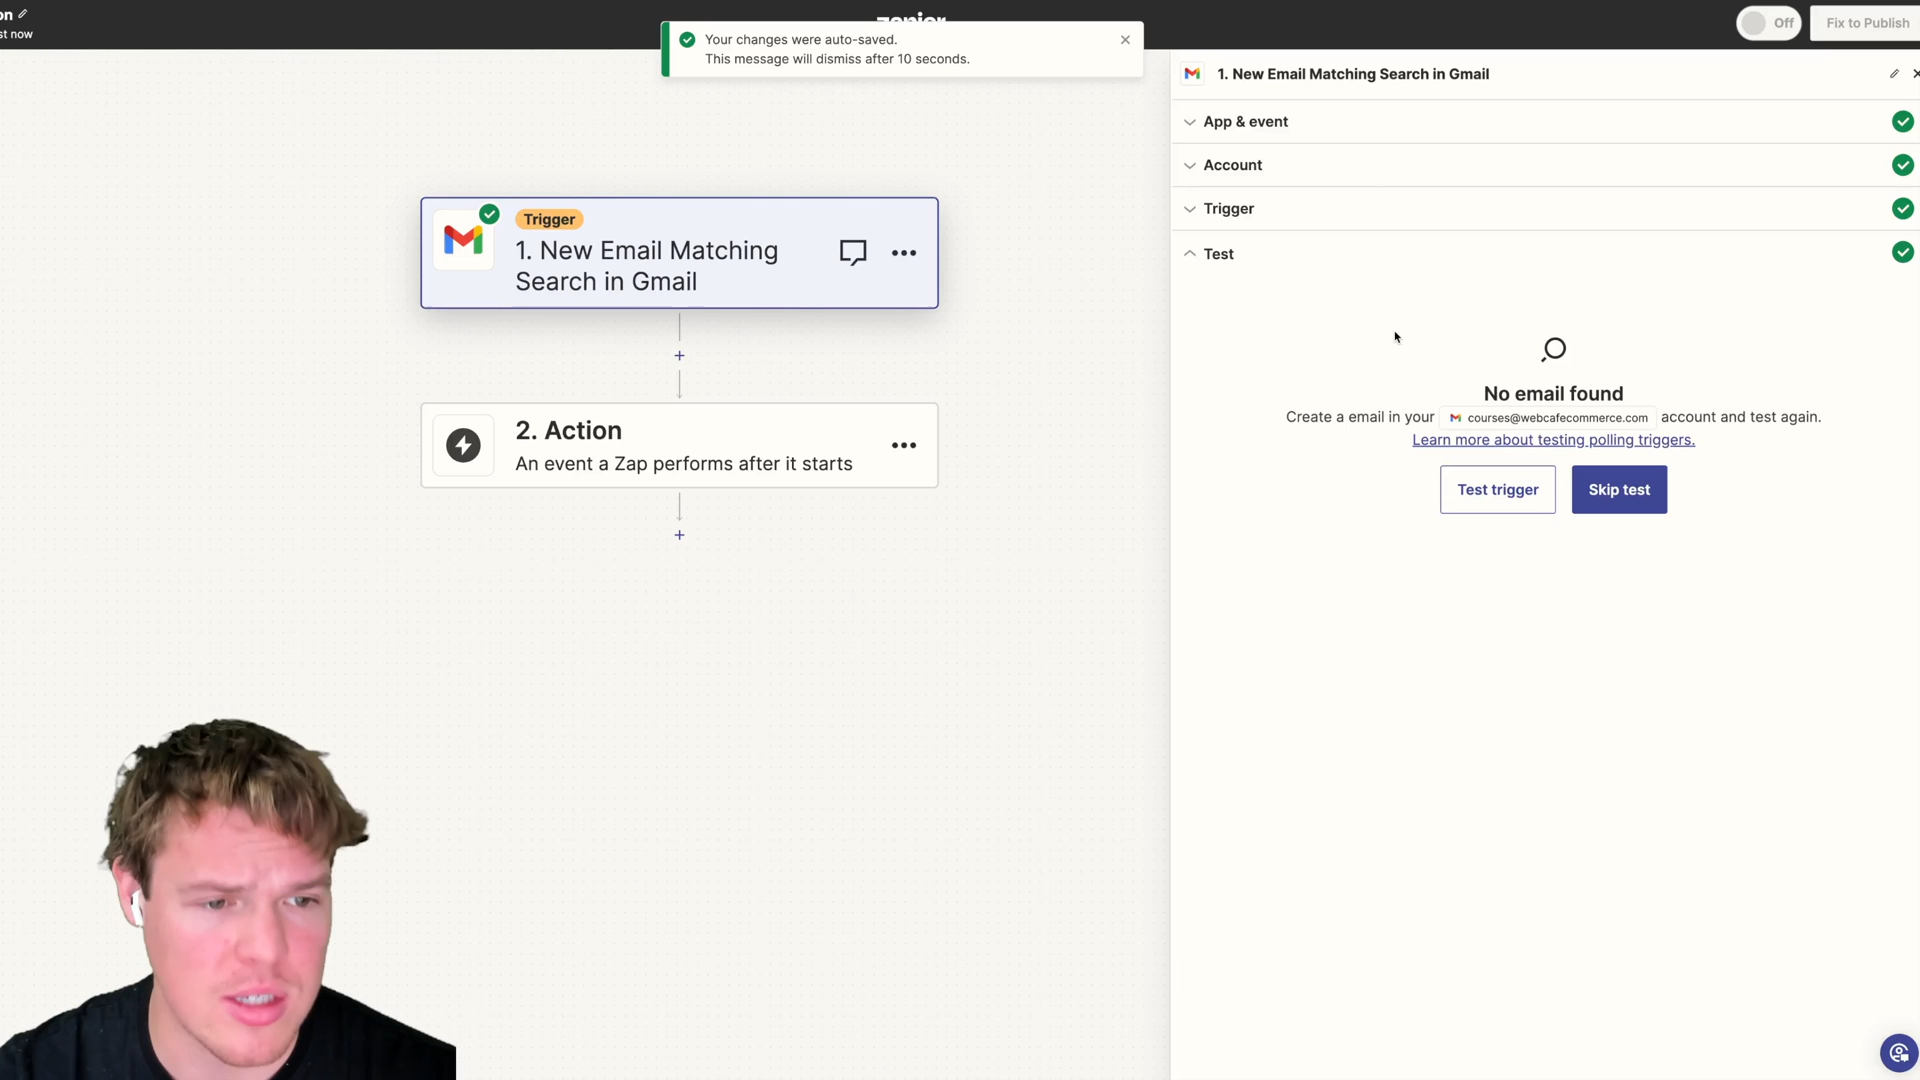 on
st now
zapier
Your changes were auto-saved.
This message will dismiss after 10 seconds.
Off
Fix to Publish
1. New Email Matching Search in Gmail
App & event
Account
Trigger
Test
Trigger
1. New Email Matching
Search in Gmail
2. Action
An event a Zap performs after it starts
No email found
Create a email in your courses@webcafecommerce.com account and test again.
Learn more about testing polling triggers.
Test trigger
Skip test